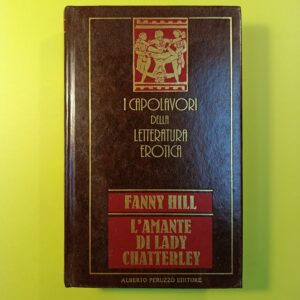 I CAPOLAVORI
DELLA
LETTERATURA
EROTICA
FANNY HILL
L'AMANTE
DI LADY
CHATTERLEY
ALBERTO PERUZZO EDITORE